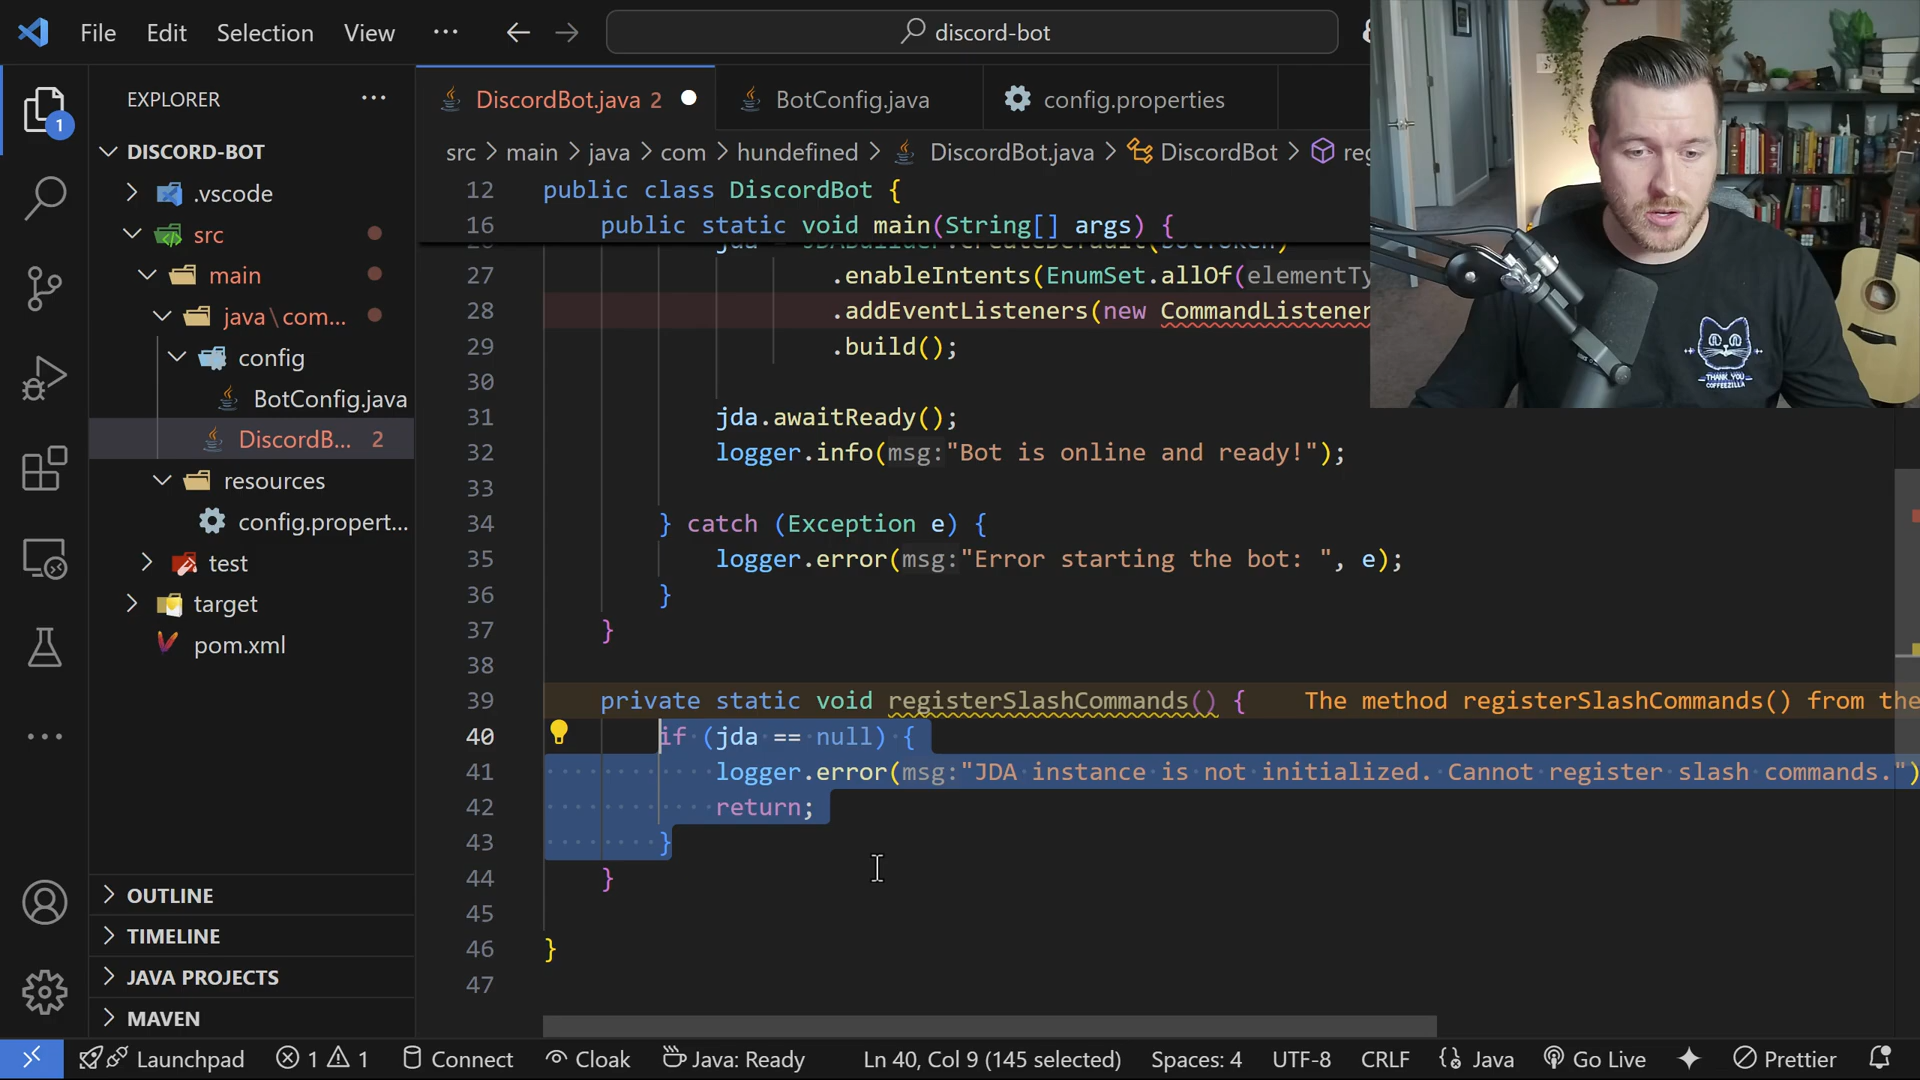 File Edit Selection View ··· discord-bot
EXPLORER ···
DISCORD-BOT
.vscode
src
main
java\com...
config
BotConfig.java
DiscordB... 2
resources
config.propert...
test
target
pom.xml
OUTLINE
TIMELINE
JAVA PROJECTS
MAVEN
1
DiscordBot.java 2 BotConfig.java config.properties
src > main > java > com > hundefined > DiscordBot.java > DiscordBot >
12 public class DiscordBot {
16 public static void main(String[] args) {
27 .enableIntents(EnumSet.allOf(elementTy
28 .addEventListeners(new CommandListener
29 .build();
30
31 jda.awaitReady();
32 logger.info(msg:"Bot is online and ready!");
33
34 } catch (Exception e) {
35 logger.error(msg:"Error starting the bot: ", e);
36 }
37 }
38
39 private static void registerSlashCommands() { The method registerSlashCommands() from the
40 if (jda == null) {
41 logger.error(msg:"JDA instance is not initialized. Cannot register slash commands.")
42 return;
43 }
44 }
45
46 }
47
THANK YOU
COFFEEZILLA
Launchpad 1 1 Connect Cloak Java: Ready Ln 40, Col 9 (145 selected) Spaces: 4 UTF-8 CRLF Java Go Live Prettier